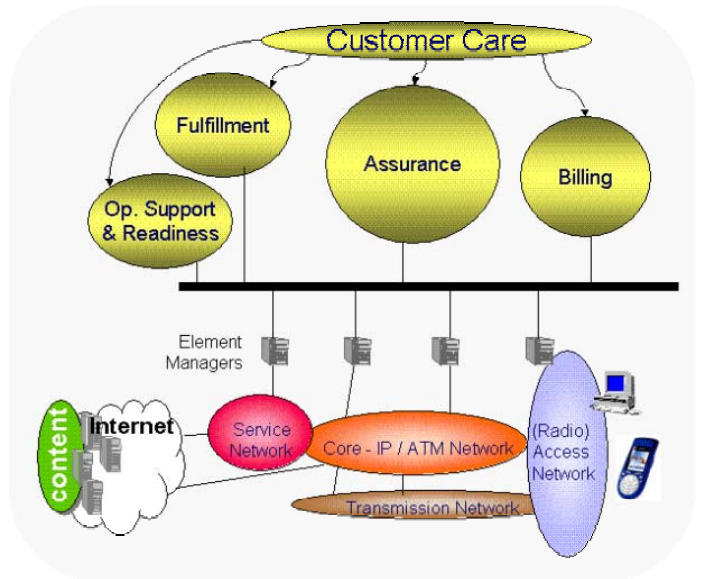 Customer Care
Fulfillment
Assurance
Billing
Op. Support
& Readiness
Element
Managers
content
Internet
Service
Network
Core - IP / ATM Network
(Radio)
Access
Network
Transmission Network